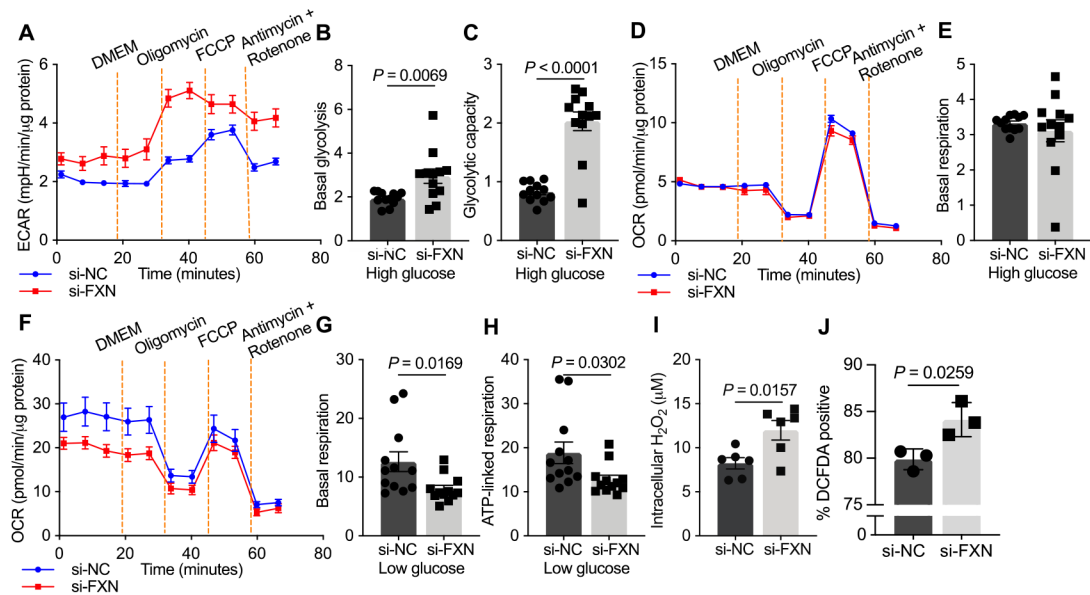 A
DMEM
Oligomycin
FCCP
Antimycin +
Rotenone
ECAR (mpH/min/μg protein)
6
4
2
0
0 20 40 60 80
Time (minutes)
si-NC
si-FXN
B
P = 0.0069
Basal glycolysis
8
6
4
2
0
si-NC si-FXN
High glucose
C
P < 0.0001
Glycolytic capacity
3
2
1
0
si-NC si-FXN
High glucose
D
DMEM
Oligomycin
FCCP
Antimycin +
Rotenone
OCR (pmol/min/μg protein)
15
10
5
0
0 20 40 60 80
Time (minutes)
si-NC
si-FXN
E
Basal respiration
5
4
3
2
1
0
si-NC si-FXN
High glucose
F
DMEM
Oligomycin
FCCP
Antimycin +
Rotenone
OCR (pmol/min/μg protein)
40
30
20
10
0
0 20 40 60 80
Time (minutes)
si-NC
si-FXN
G
P = 0.0169
Basal respiration
30
20
10
0
si-NC si-FXN
Low glucose
H
P = 0.0302
ATP-linked respiration
40
30
20
10
0
si-NC si-FXN
Low glucose
I
P = 0.0157
Intracellular H₂O₂ (μM)
20
15
10
5
0
si-NC si-FXN
J
P = 0.0259
% DCFDA positive
90
85
80
75
0
si-NC si-FXN